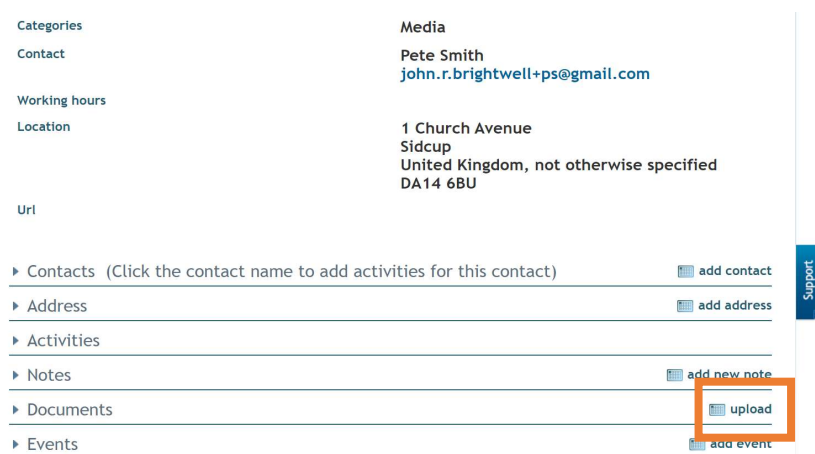 Categories Media
Contact Pete Smith
john.r.brightwell+ps@gmail.com
Working hours
Location 1 Church Avenue
Sidcup
United Kingdom, not otherwise specified
DA14 6BU
Url
Contacts (Click the contact name to add activities for this contact) add contact
Address add address
Activities
Notes add new note
Documents upload
Events add event
Support